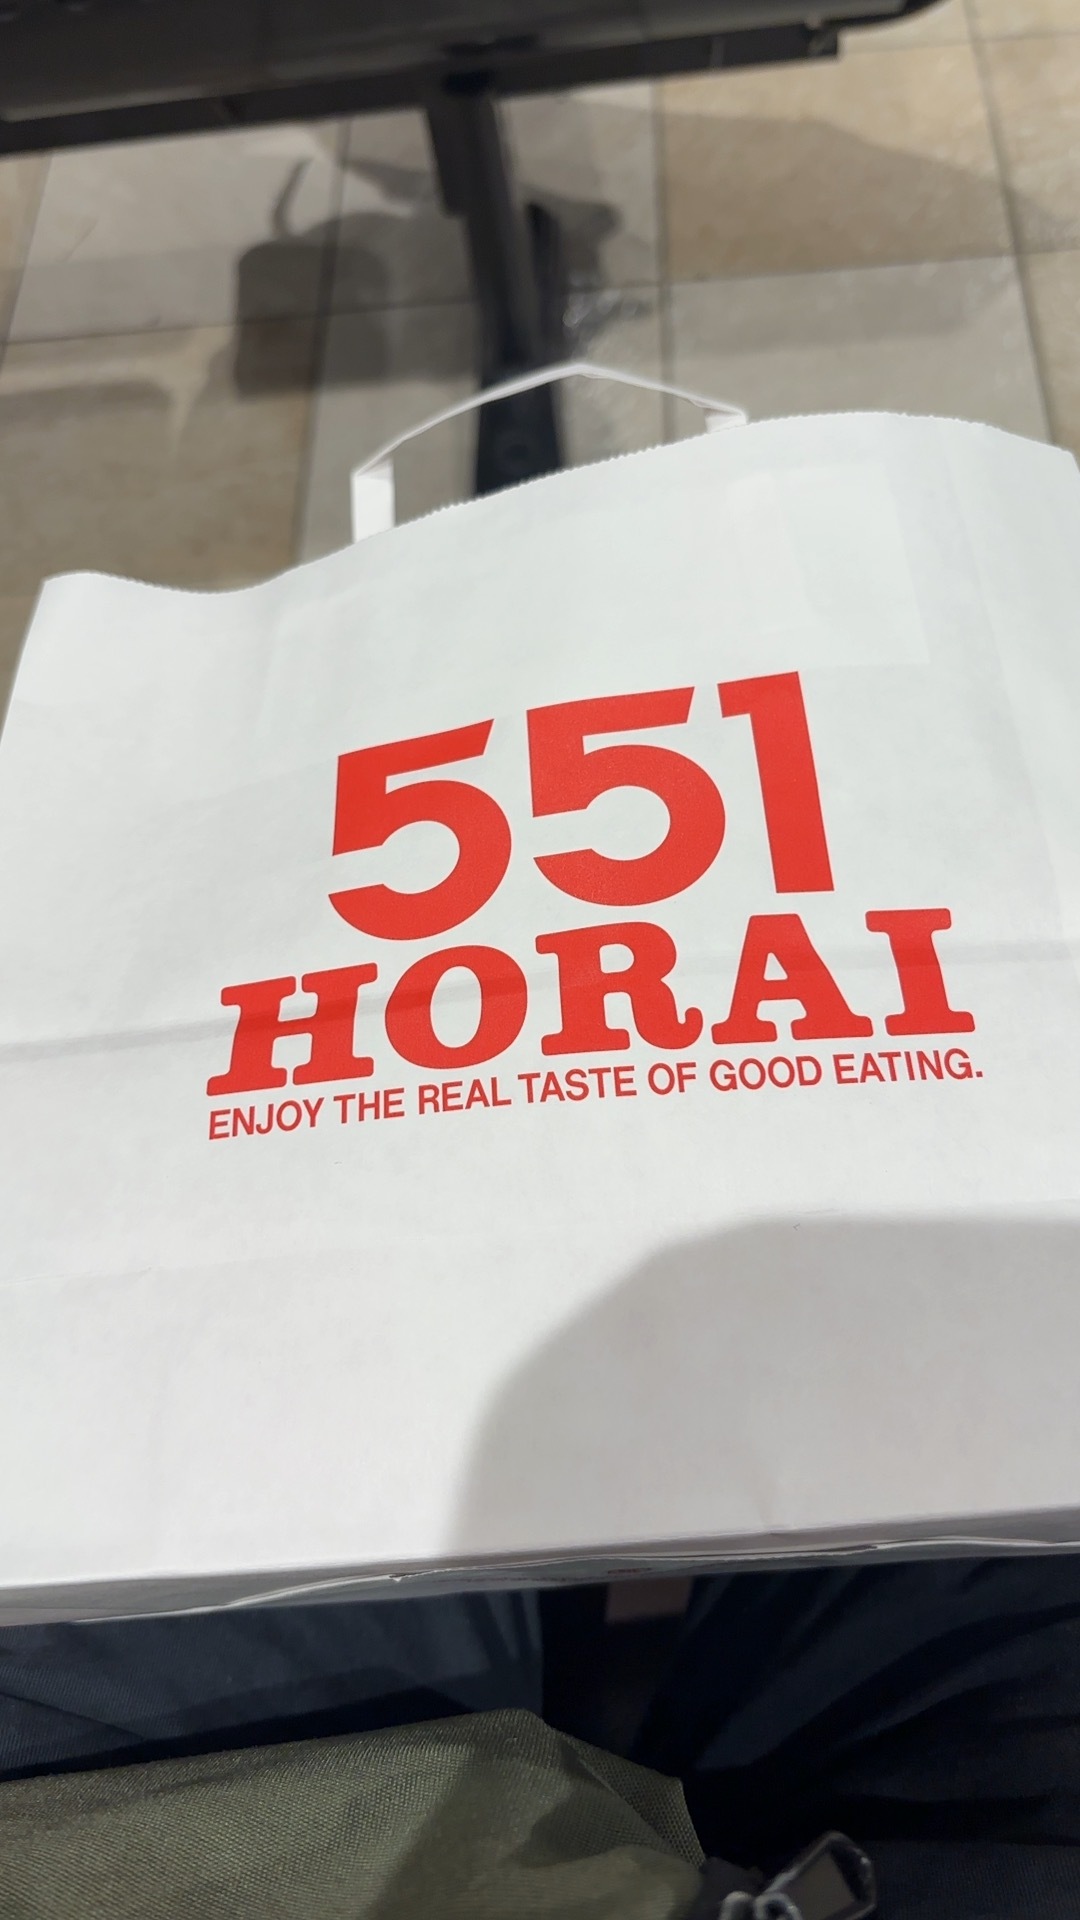 551
HORAI
ENJOY THE REAL TASTE OF GOOD EATING.